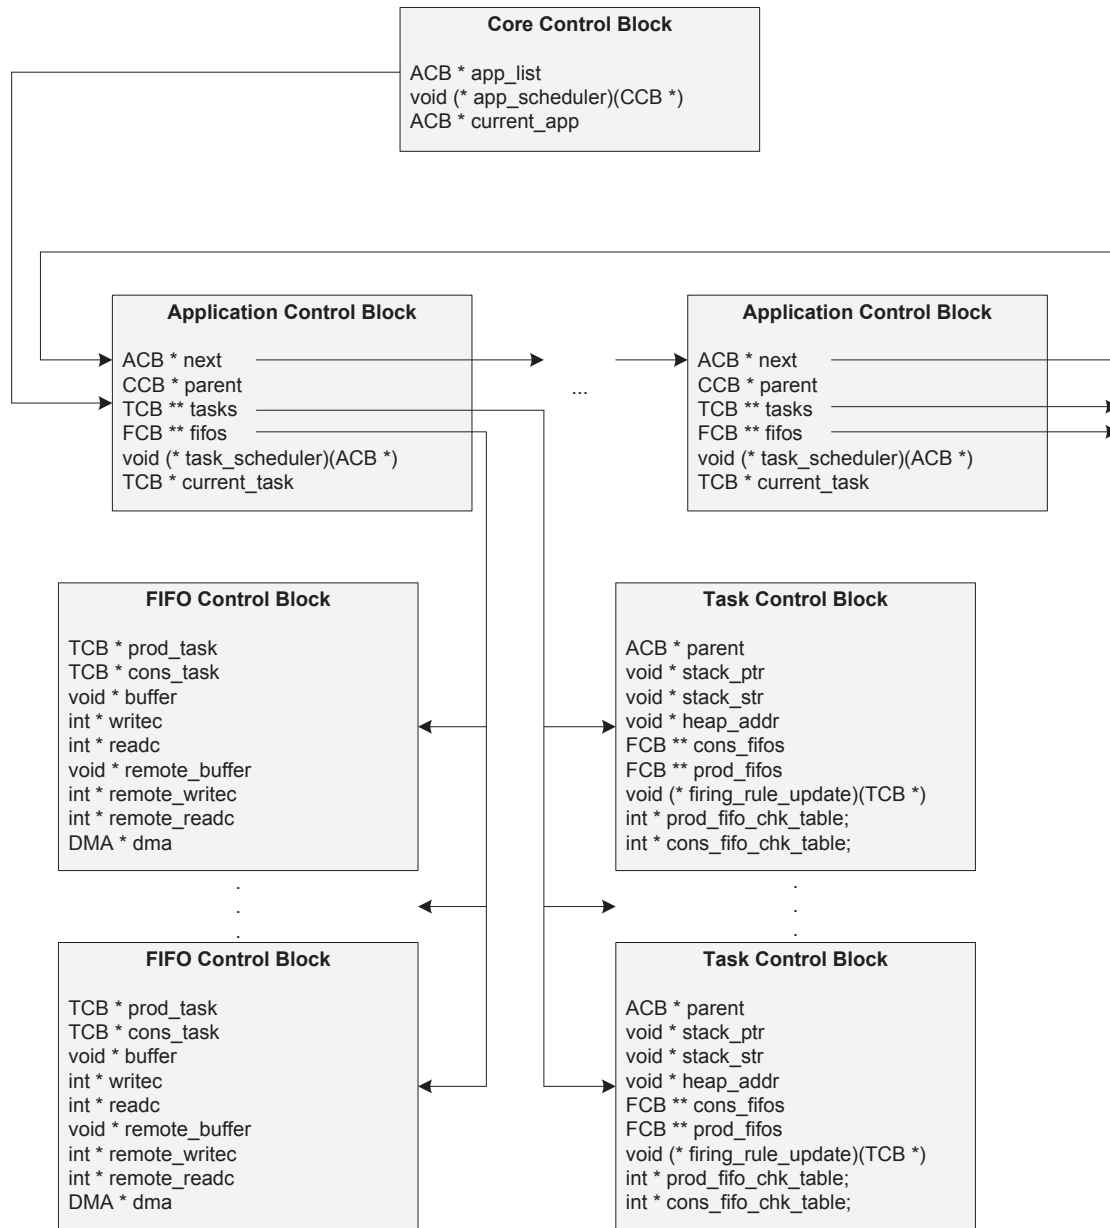 Core Control Block
ACB * app_list
void (* app_scheduler)(CCB *)
ACB * current_app
Application Control Block
ACB * next
CCB * parent
TCB ** tasks
FCB ** fifos
void (* task_scheduler)(ACB *)
TCB * current_task
...
Application Control Block
ACB * next
CCB * parent
TCB ** tasks
FCB ** fifos
void (* task_scheduler)(ACB *)
TCB * current_task
FIFO Control Block
TCB * prod_task
TCB * cons_task
void * buffer
int * writec
int * readc
void * remote_buffer
int * remote_writec
int * remote_readc
DMA * dma
.
.
.
Task Control Block
ACB * parent
void * stack_ptr
void * stack_str
void * heap_addr
FCB ** cons_fifos
FCB ** prod_fifos
void (* firing_rule_update)(TCB *)
int * prod_fifo_chk_table;
int * cons_fifo_chk_table;
.
.
.
FIFO Control Block
TCB * prod_task
TCB * cons_task
void * buffer
int * writec
int * readc
void * remote_buffer
int * remote_writec
int * remote_readc
DMA * dma
Task Control Block
ACB * parent
void * stack_ptr
void * stack_str
void * heap_addr
FCB ** cons_fifos
FCB ** prod_fifos
void (* firing_rule_update)(TCB *)
int * prod_fifo_chk_table;
int * cons_fifo_chk_table;